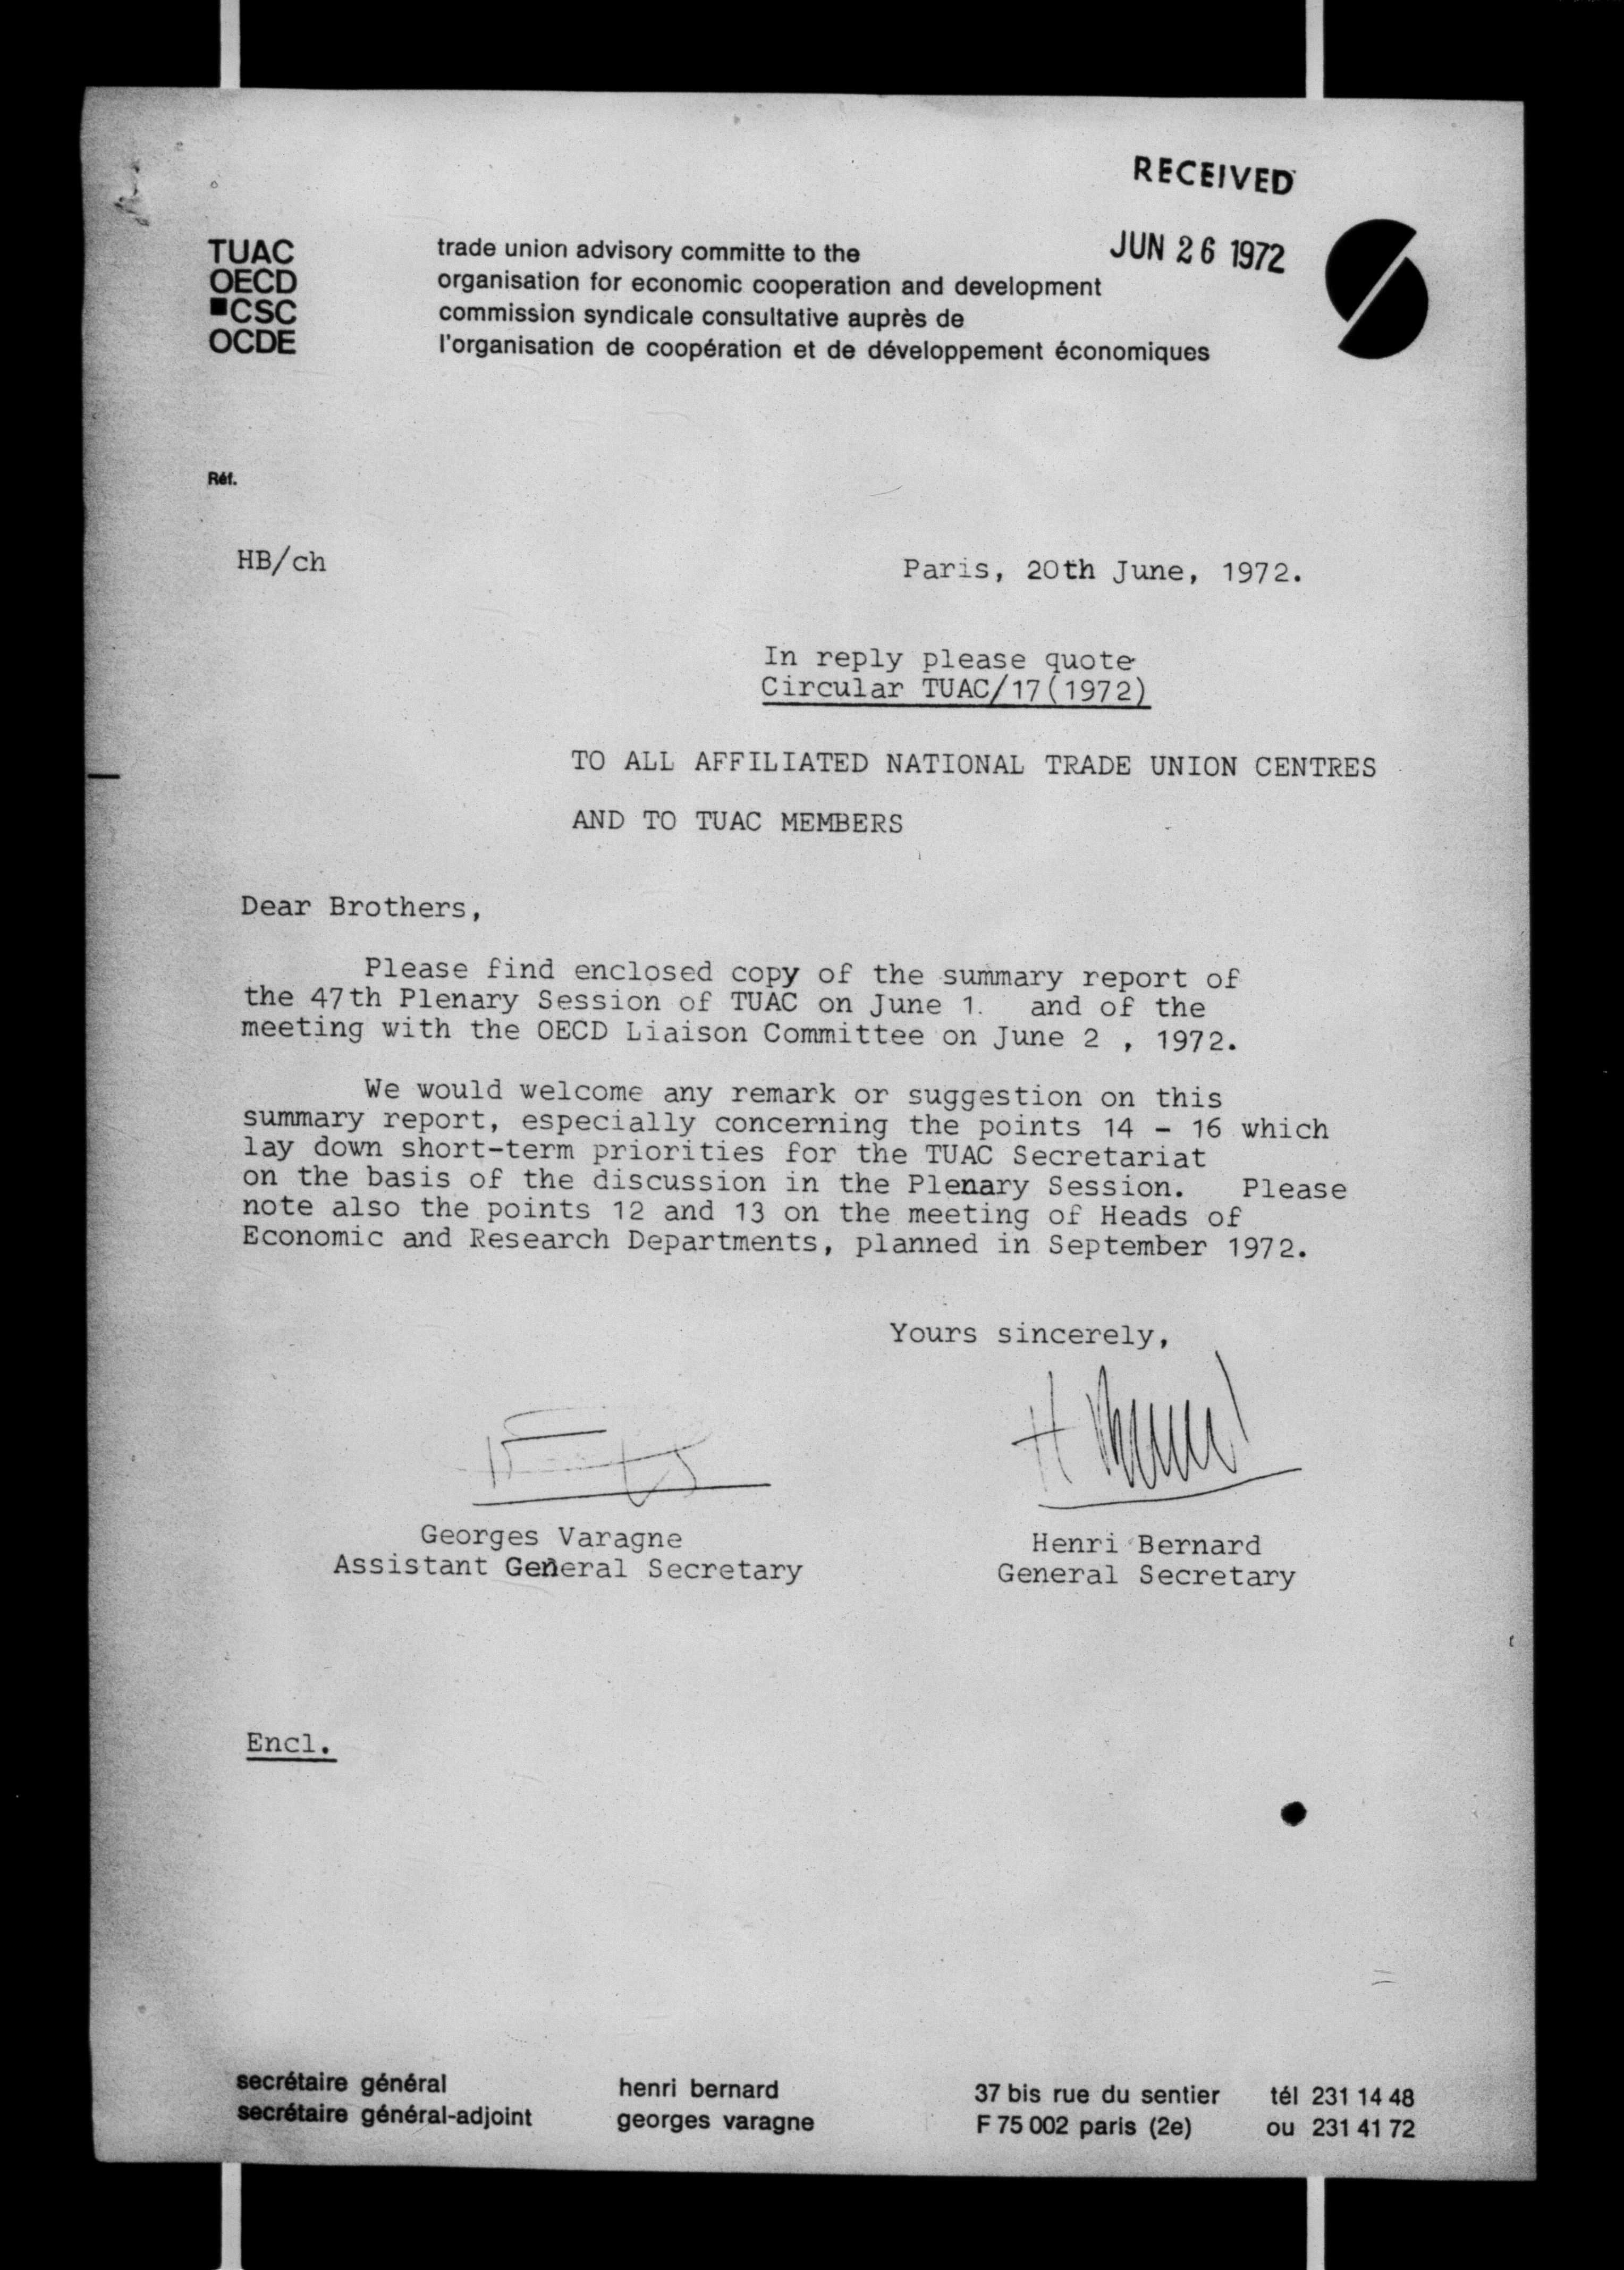 RECEIVED
JUN 26 1972
TUAC
OECD
CSC
OCDE
trade union advisory committe to the
organisation for economic cooperation and development
commission syndicale consultative auprès de
l'organisation de coopération et de développement économiques
Réf.
HB/ch
Paris, 20th June, 1972.
In reply please quote
Circular TUAC/17(1972)
TO ALL AFFILIATED NATIONAL TRADE UNION CENTRES
AND TO TUAC MEMBERS
Dear Brothers,
Please find enclosed copy of the summary report of
the 47th Plenary Session of TUAC on June 1. and of the
meeting with the OECD Liaison Committee on June 2 , 1972.
We would welcome any remark or suggestion on this
summary report, especially concerning the points 14 - 16 which
lay down short-term priorities for the TUAC Secretariat
on the basis of the discussion in the Plenary Session. Please
note also the points 12 and 13 on the meeting of Heads of
Economic and Research Departments, planned in September 1972.
Yours sincerely,
Georges Varagne
Assistant General Secretary
Henri Bernard
General Secretary
Encl.
secrétaire général henri bernard 37 bis rue du sentier tél 231 14 48
secrétaire général-adjoint georges varagne F 75 002 paris (2e) ou 231 41 72